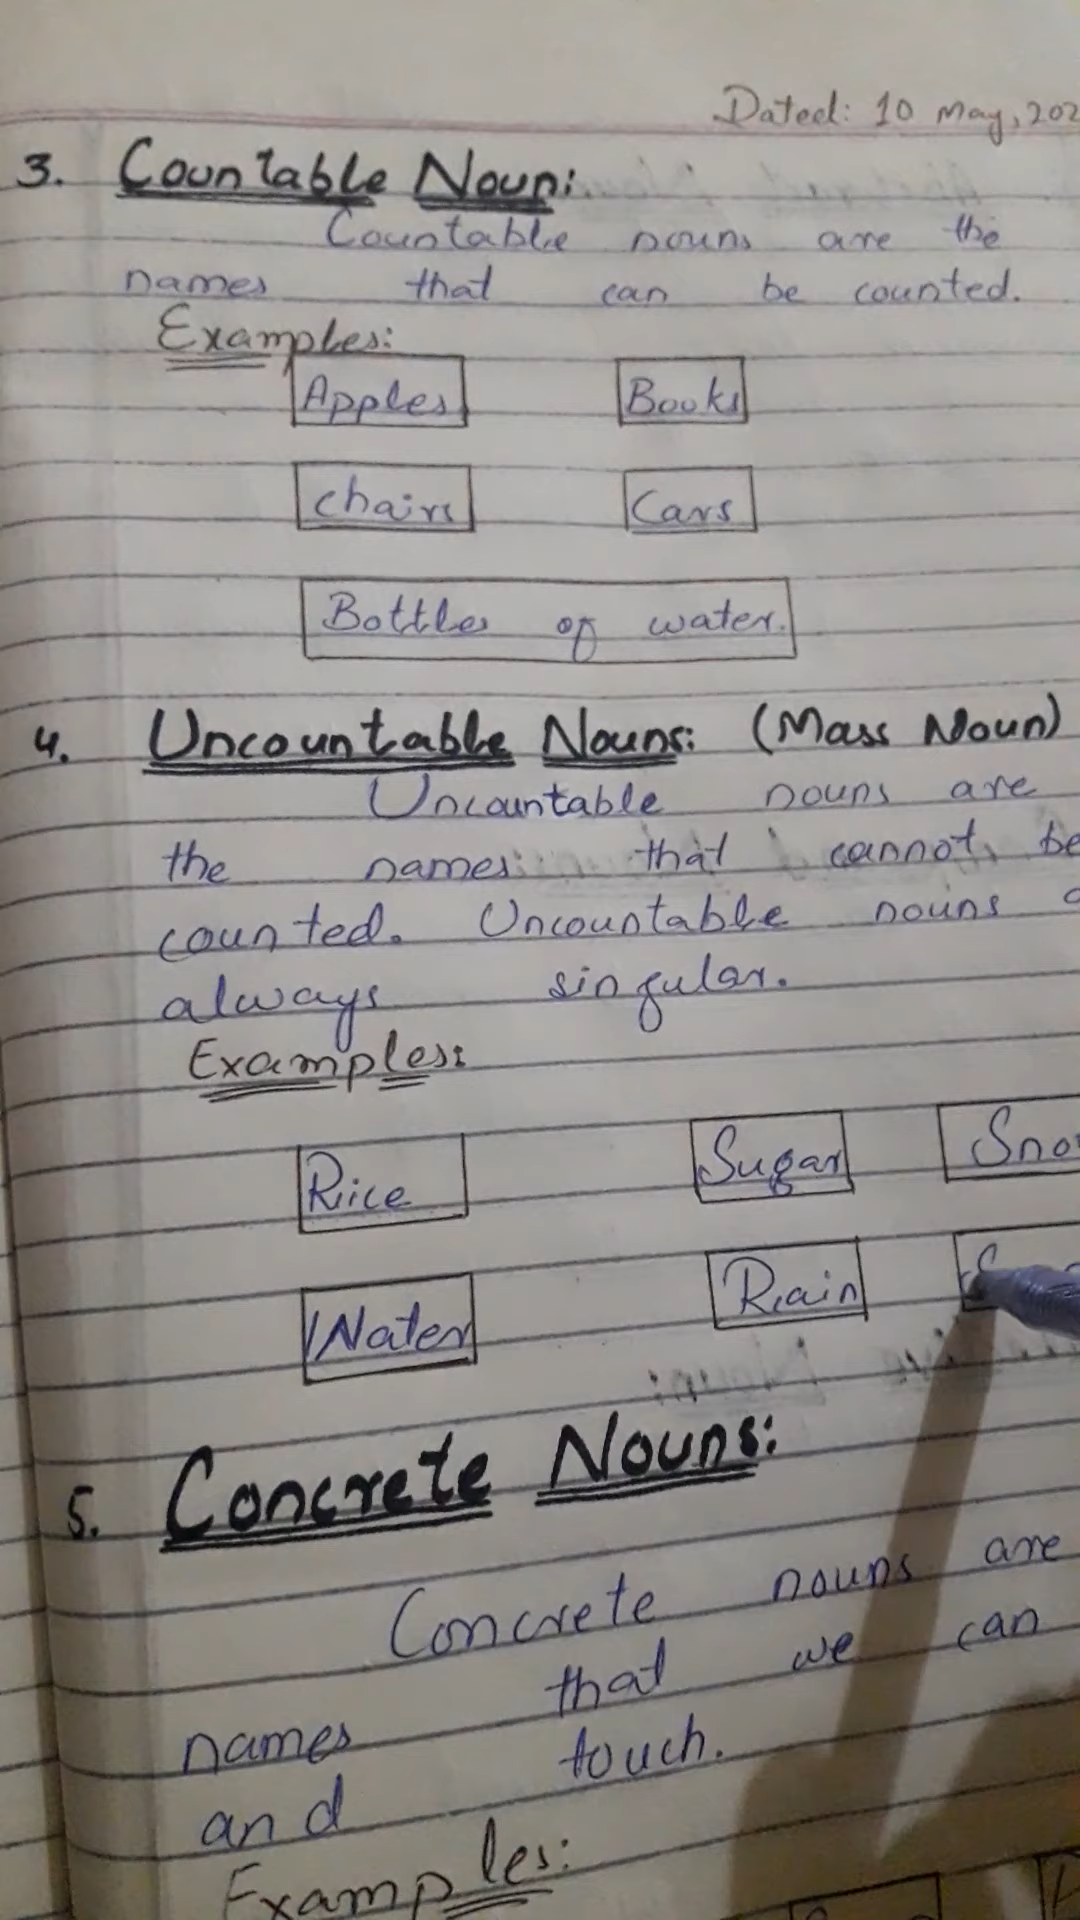 Dated: 10 May, 202
3. Countable Noun:
Countable nouns are the
names that can be counted.
Examples:
Apples Books
chairs Cars
Bottles of water.
4. Uncountable Nouns: (Mass Noun)
Uncountable nouns are
the names that cannot be
counted. Uncountable nouns
always singular.
Examples:
Rice Sugar Sno
Water Rain
5. Concrete Nouns:
Concrete nouns are
names that we can
and touch.
Examples: